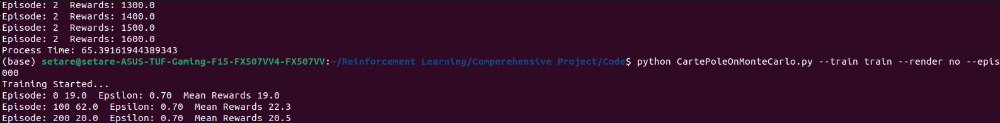 Episode: 2  Rewards: 1300.0
Episode: 2  Rewards: 1400.0
Episode: 2  Rewards: 1500.0
Episode: 2  Rewards: 1600.0
Process Time: 65.39161944389343
(base) setare@setare-ASUS-TUF-Gaming-F15-FX507VV4-FX507VV:~/Reinforcement Learning/Comperehensive Project/Code$ python CartePoleOnMonteCarlo.py --train train --render no --epis
000
Training Started...
Episode: 0 19.0  Epsilon: 0.70  Mean Rewards 19.0
Episode: 100 62.0  Epsilon: 0.70  Mean Rewards 22.3
Episode: 200 20.0  Epsilon: 0.70  Mean Rewards 20.5